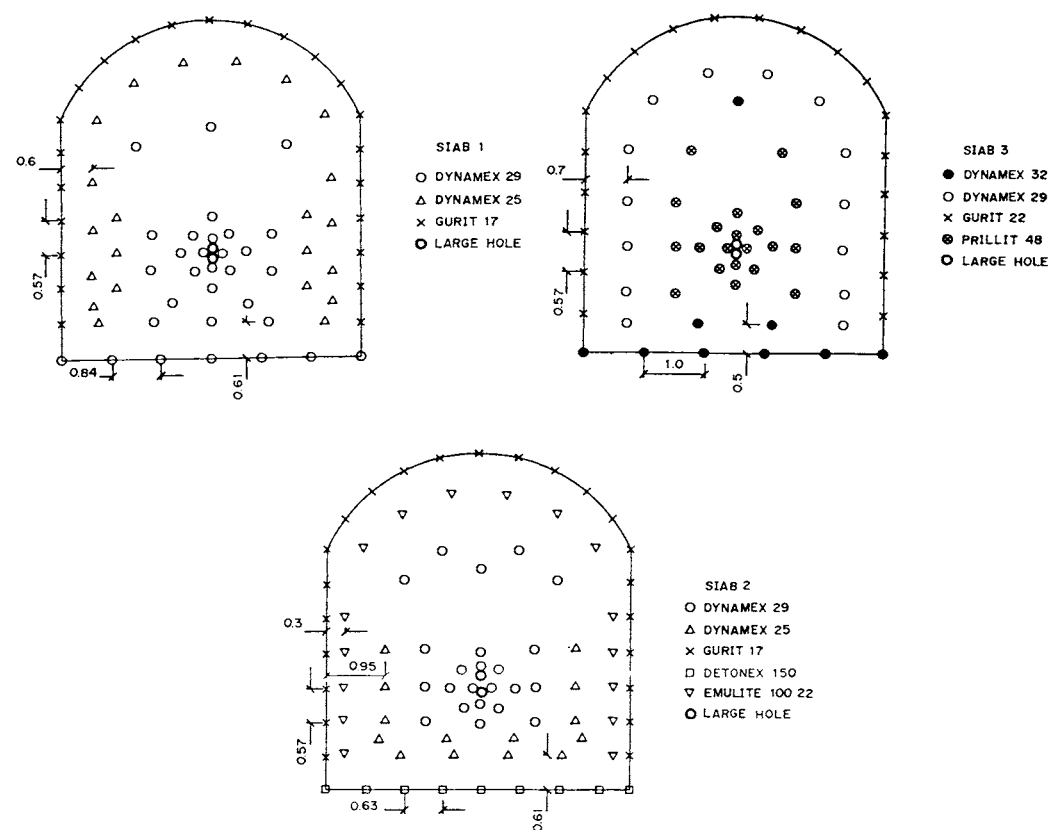 SIAB 1
DYNAMEX 29
DYNAMEX 25
GURIT 17
LARGE HOLE
0.6
0.57
0.84
0.61
SIAB 3
DYNAMEX 32
DYNAMEX 29
GURIT 22
PRILLIT 48
LARGE HOLE
0.7
0.57
1.0
0.5
SIAB 2
DYNAMEX 29
DYNAMEX 25
GURIT 17
DETONEX 150
EMULITE 100 22
LARGE HOLE
0.3
0.95
0.57
0.63
0.61